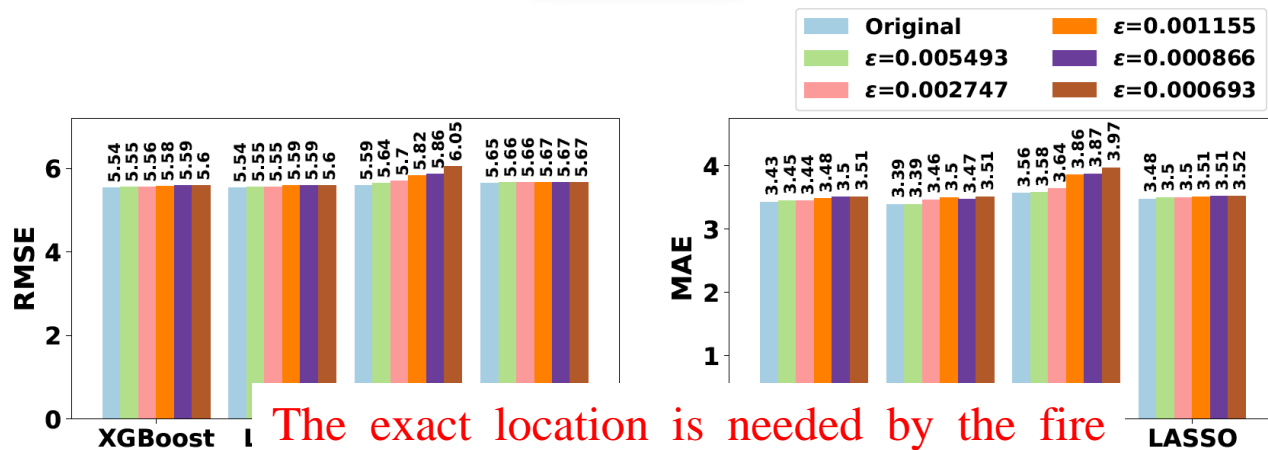 Original
ε=0.005493
ε=0.002747
ε=0.001155
ε=0.000866
ε=0.000693
RMSE
6
4
2
0
5.54 5.55 5.56 5.58 5.59 5.6
5.54 5.55 5.55 5.59 5.59 5.6
5.59 5.64 5.7 5.82 5.86 6.05
5.65 5.66 5.66 5.67 5.67 5.67
XGBoost
MAE
4
3
2
1
3.43 3.45 3.44 3.48 3.5 3.51
3.39 3.39 3.46 3.5 3.47 3.51
3.56 3.58 3.64 3.86 3.87 3.97
3.48 3.5 3.5 3.51 3.51 3.52
LASSO
The exact location is needed by the fire